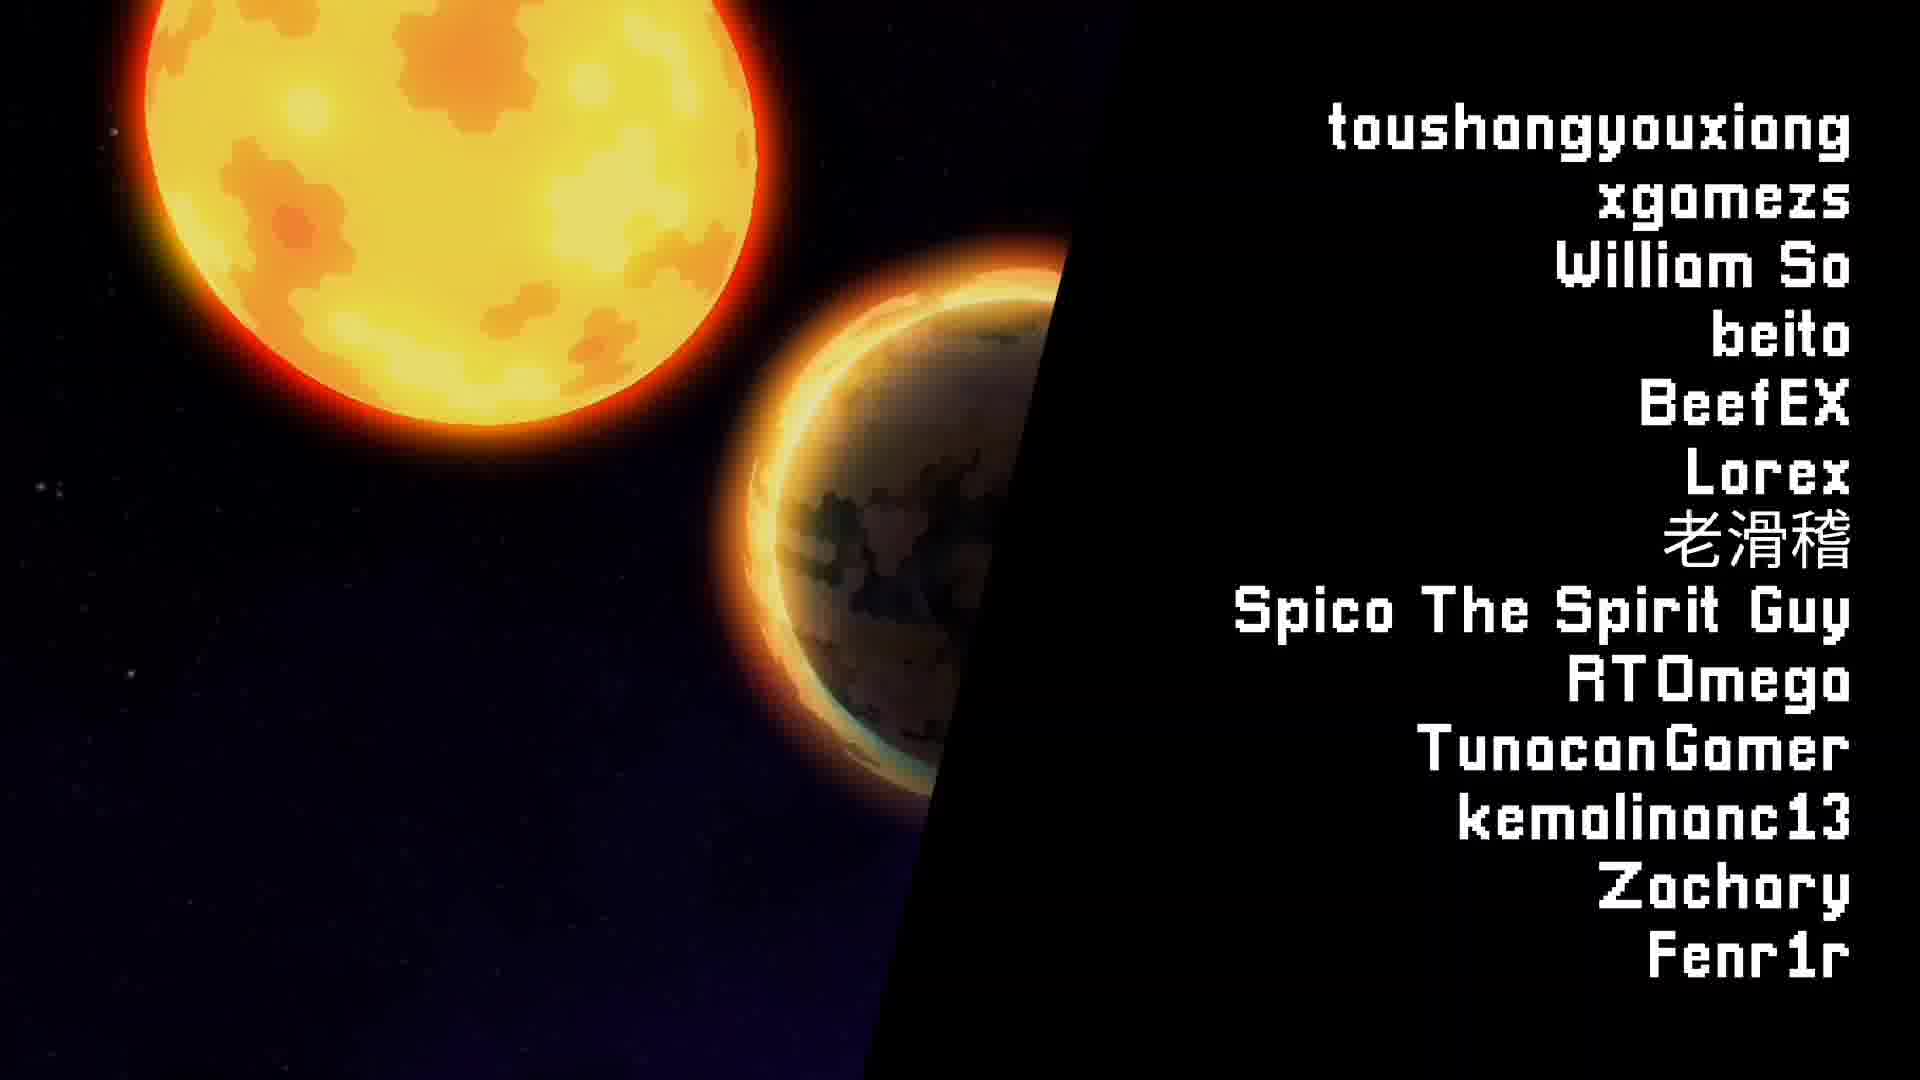 toushangyouxiang
xgamezs
William So
beito
BeefEX
Lorex
老滑稽
Spico The Spirit Guy
RTOmega
TunacanGamer
kemalinanc13
Zachary
Fenr1r